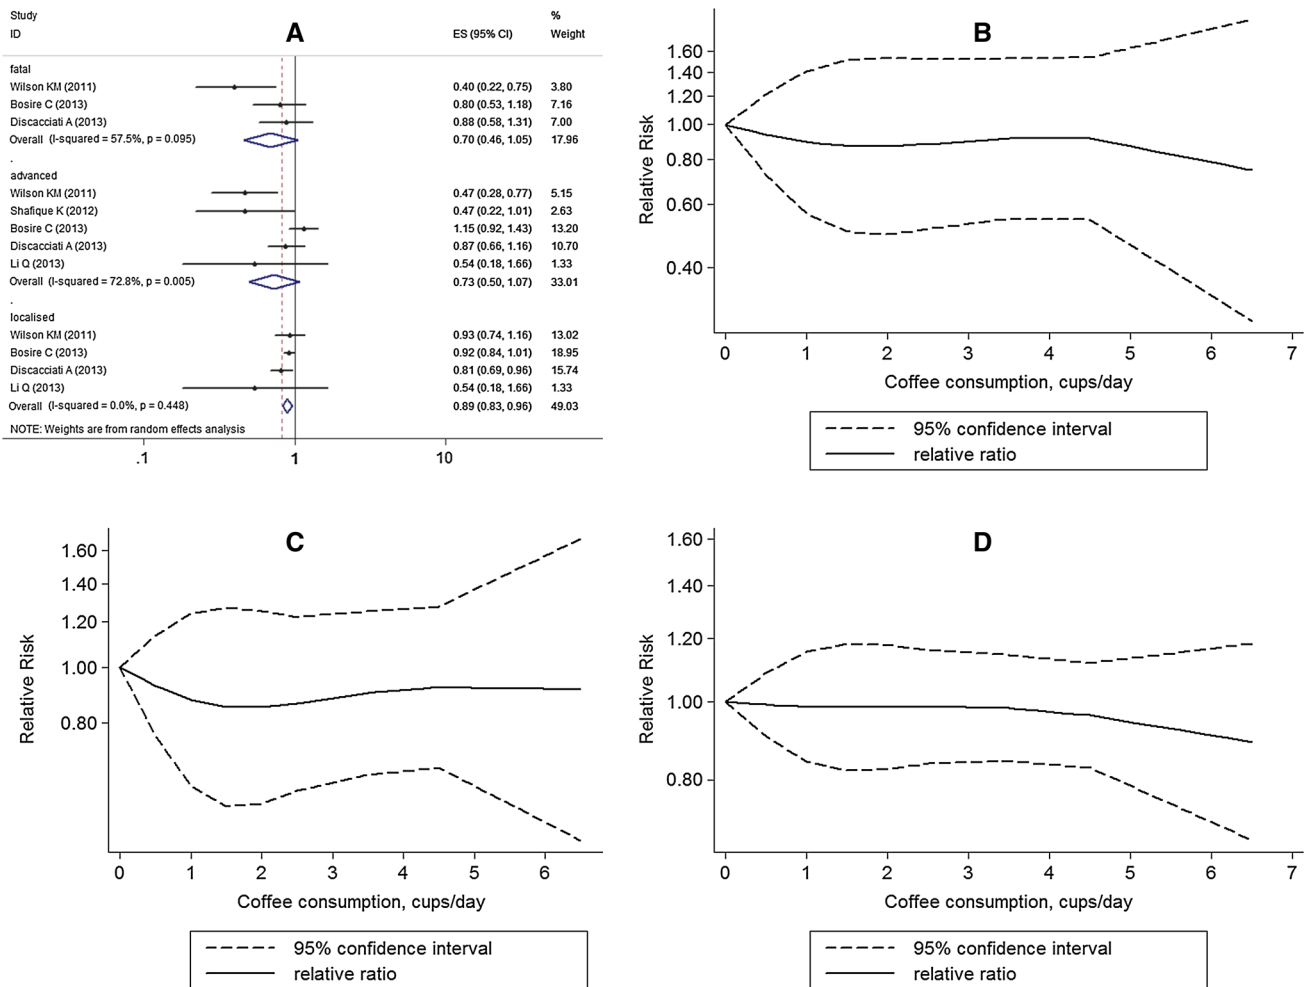 Study %
ID A ES (95% CI) Weight
fatal
Wilson KM (2011) 0.40 (0.22, 0.75) 3.80
Bosire C (2013) 0.80 (0.53, 1.18) 7.16
Discacciati A (2013) 0.88 (0.58, 1.31) 7.00
Overall (I-squared = 57.5%, p = 0.095) 0.70 (0.46, 1.05) 17.96
.
advanced
Wilson KM (2011) 0.47 (0.28, 0.77) 5.15
Shafique K (2012) 0.47 (0.22, 1.01) 2.63
Bosire C (2013) 1.15 (0.92, 1.43) 13.20
Discacciati A (2013) 0.87 (0.66, 1.16) 10.70
Li Q (2013) 0.54 (0.18, 1.66) 1.33
Overall (I-squared = 72.8%, p = 0.005) 0.73 (0.50, 1.07) 33.01
.
localised
Wilson KM (2011) 0.93 (0.74, 1.16) 13.02
Bosire C (2013) 0.92 (0.84, 1.01) 18.95
Discacciati A (2013) 0.81 (0.69, 0.96) 15.74
Li Q (2013) 0.54 (0.18, 1.66) 1.33
Overall (I-squared = 0.0%, p = 0.448) 0.89 (0.83, 0.96) 49.03
NOTE: Weights are from random effects analysis
.1 1 10
B
1.60
1.40
1.20
1.00
0.80
0.60
0.40
Relative Risk
0 1 2 3 4 5 6 7
Coffee consumption, cups/day
95% confidence interval
relative ratio
C
1.60
1.40
1.20
1.00
0.80
Relative Risk
0 1 2 3 4 5 6
Coffee consumption, cups/day
95% confidence interval
relative ratio
D
1.60
1.40
1.20
1.00
0.80
Relative Risk
0 1 2 3 4 5 6 7
Coffee consumption, cups/day
95% confidence interval
relative ratio